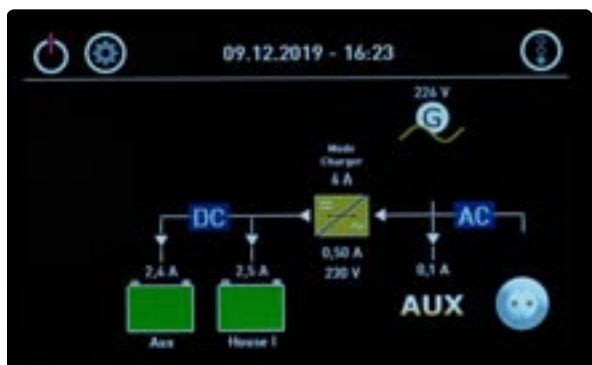 09.12.2019 - 16:23
226 V
G
Mode
Charger
4 A
DC
AC
2,4 A
2,5 A
0,50 A
230 V
0,1 A
AUX
Aux
House I